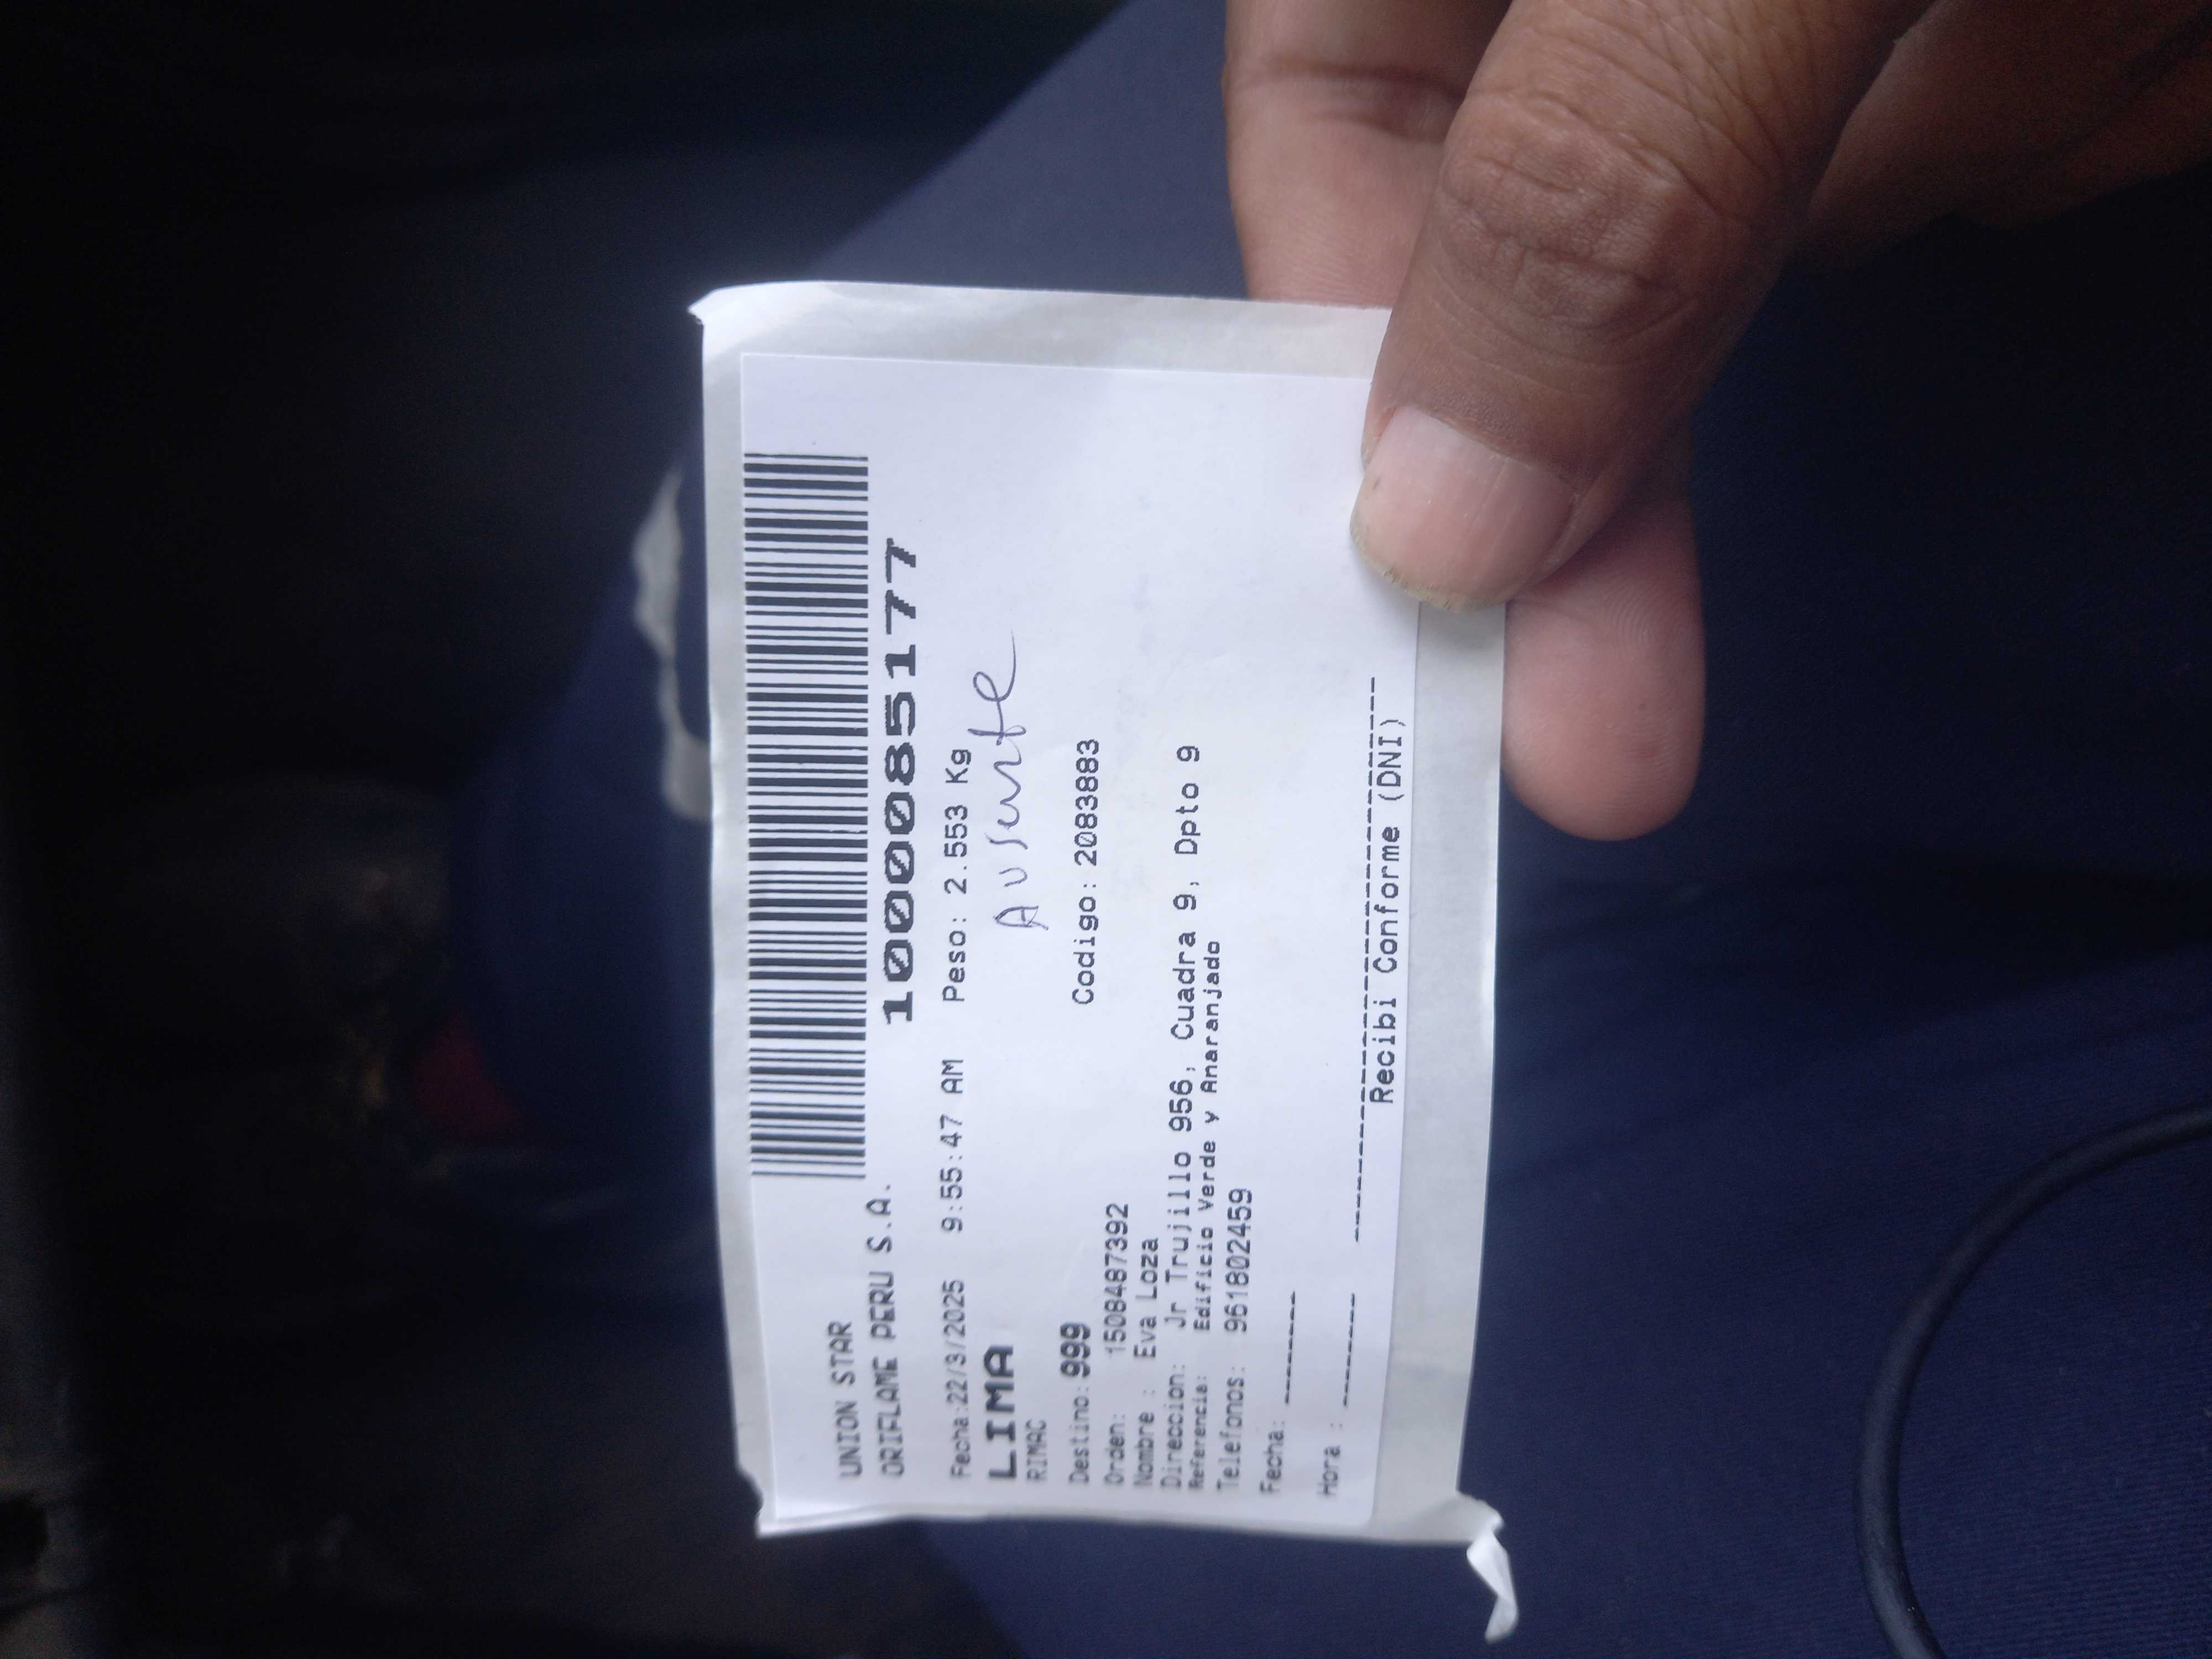 UNION STAR
ORIFLAME PERU S.A.
1000085177
Fecha:22/3/2025 9:55:47 AM Peso: 2.553 Kg
LIMA
Ausente
RIMAC
Destino:999 Codigo:2083883
Orden: 1508487392
Nombre : Eva Loza
Direccion: Jr Trujillo 956, Cuadra 9, Dpto 9
Referencia: Edificio Verde y Anaranjado
Telefonos: 961802459
Fecha: ------
Hora : ------
Recibi Conforme (DNI)